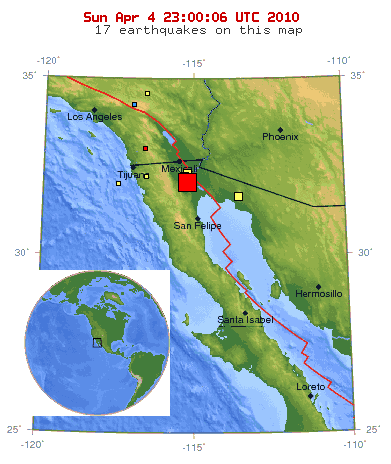 Sun Apr 4 23:00:06 UTC 2010
17 earthquakes on this map
-120° -115° -110°
35° 35°
Los Angeles
Phoenix
Mexicali
Tijuana
San Felipe
30° 30°
Hermosillo
Santa Isabel
Loreto
25° 25°
-120° -115° -110°